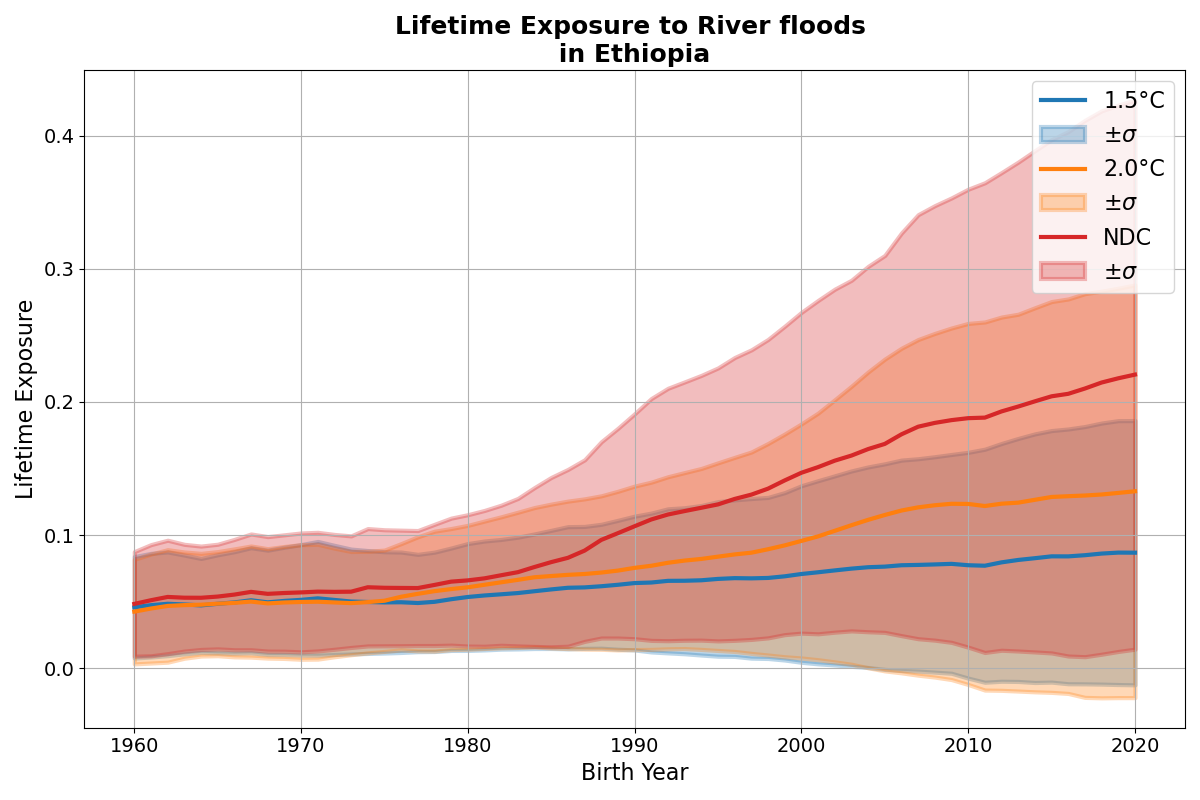 Lifetime Exposure to River floods
in Ethiopia
Lifetime Exposure
0.4
0.3
0.2
0.1
0.0
1960
1970
1980
1990
2000
2010
2020
Birth Year
1.5°C
±σ
2.0°C
±σ
NDC
±σ